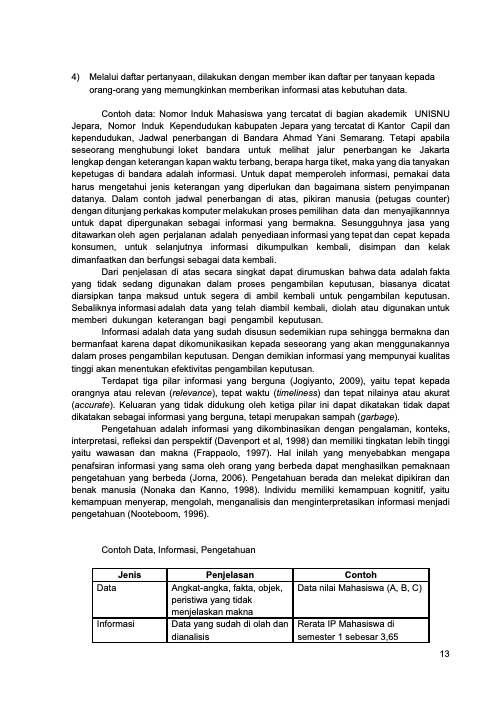 4) Melalui daftar pertanyaan, dilakukan dengan member ikan daftar per tanyaan kepada
orang-orang yang memungkinkan memberikan informasi atas kebutuhan data.
Contoh data: Nomor Induk Mahasiswa yang tercatat di bagian akademik UNISNU
Jepara, Nomor Induk Kependudukan kabupaten Jepara yang tercatat di Kantor Capil dan
kependudukan, Jadwal penerbangan di Bandara Ahmad Yani Semarang. Tetapi apabila
seseorang menghubungi loket bandara untuk melihat jalur penerbangan ke Jakarta
lengkap dengan keterangan kapan waktu terbang, berapa harga tiket, maka yang dia tanyakan
kepetugas di bandara adalah informasi. Untuk dapat memperoleh informasi, pemakai data
harus mengetahui jenis keterangan yang diperlukan dan bagaimana sistem penyimpanan
datanya. Dalam contoh jadwal penerbangan di atas, pikiran manusia (petugas counter)
dengan ditunjang perkakas komputer melakukan proses pemilihan data dan menyajikannnya
untuk dapat dipergunakan sebagai informasi yang bermakna. Sesungguhnya jasa yang
ditawarkan oleh agen perjalanan adalah penyediaan informasi yang tepat dan cepat kepada
konsumen, untuk selanjutnya informasi dikumpulkan kembali, disimpan dan kelak
dimanfaatkan dan berfungsi sebagai data kembali.
Dari penjelasan di atas secara singkat dapat dirumuskan bahwa data adalah fakta
yang tidak sedang digunakan dalam proses pengambilan keputusan, biasanya dicatat
diarsipkan tanpa maksud untuk segera di ambil kembali untuk pengambilan keputusan.
Sebaliknya informasi adalah data yang telah diambil kembali, diolah atau digunakan untuk
memberi dukungan keterangan bagi pengambil keputusan.
Informasi adalah data yang sudah disusun sedemikian rupa sehingga bermakna dan
bermanfaat karena dapat dikomunikasikan kepada seseorang yang akan menggunakannya
dalam proses pengambilan keputusan. Dengan demikian informasi yang mempunyai kualitas
tinggi akan menentukan efektivitas pengambilan keputusan.
Terdapat tiga pilar informasi yang berguna (Jogiyanto, 2009), yaitu tepat kepada
orangnya atau relevan (relevance), tepat waktu (timeliness) dan tepat nilainya atau akurat
(accurate). Keluaran yang tidak didukung oleh ketiga pilar ini dapat dikatakan tidak dapat
dikatakan sebagai informasi yang berguna, tetapi merupakan sampah (garbage).
Pengetahuan adalah informasi yang dikombinasikan dengan pengalaman, konteks,
interpretasi, refleksi dan perspektif (Davenport et al, 1998) dan memiliki tingkatan lebih tinggi
yaitu wawasan dan makna (Frappaolo, 1997). Hal inilah yang menyebabkan mengapa
penafsiran informasi yang sama oleh orang yang berbeda dapat menghasilkan pemaknaan
pengetahuan yang berbeda (Jorna, 2006). Pengetahuan berada dan melekat dipikiran dan
benak manusia (Nonaka dan Kanno, 1998). Individu memiliki kemampuan kognitif, yaitu
kemampuan menyerap, mengolah, menganalisis dan menginterpretasikan informasi menjadi
pengetahuan (Nooteboom, 1996).
Contoh Data, Informasi, Pengetahuan
Jenis Penjelasan Contoh
Data Angka-angka, fakta, objek, Data nilai Mahasiswa (A, B, C)
peristiwa yang tidak
menjelaskan makna
Informasi Data yang sudah di olah dan Rerata IP Mahasiswa di
dianalisis semester 1 sebesar 3,65
13